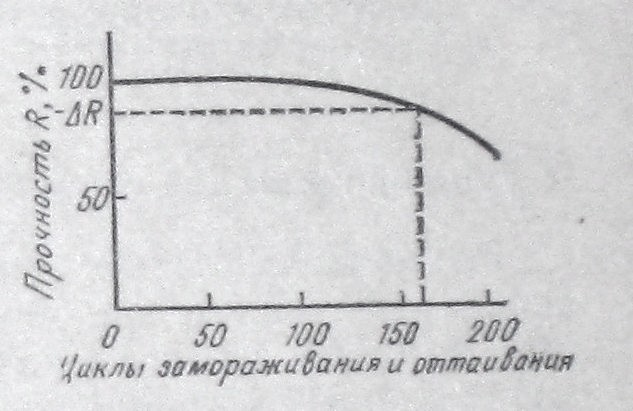 Прочность R, %
100
-ΔR
50
0 50 100 150 200
Циклы замораживания и оттаивания